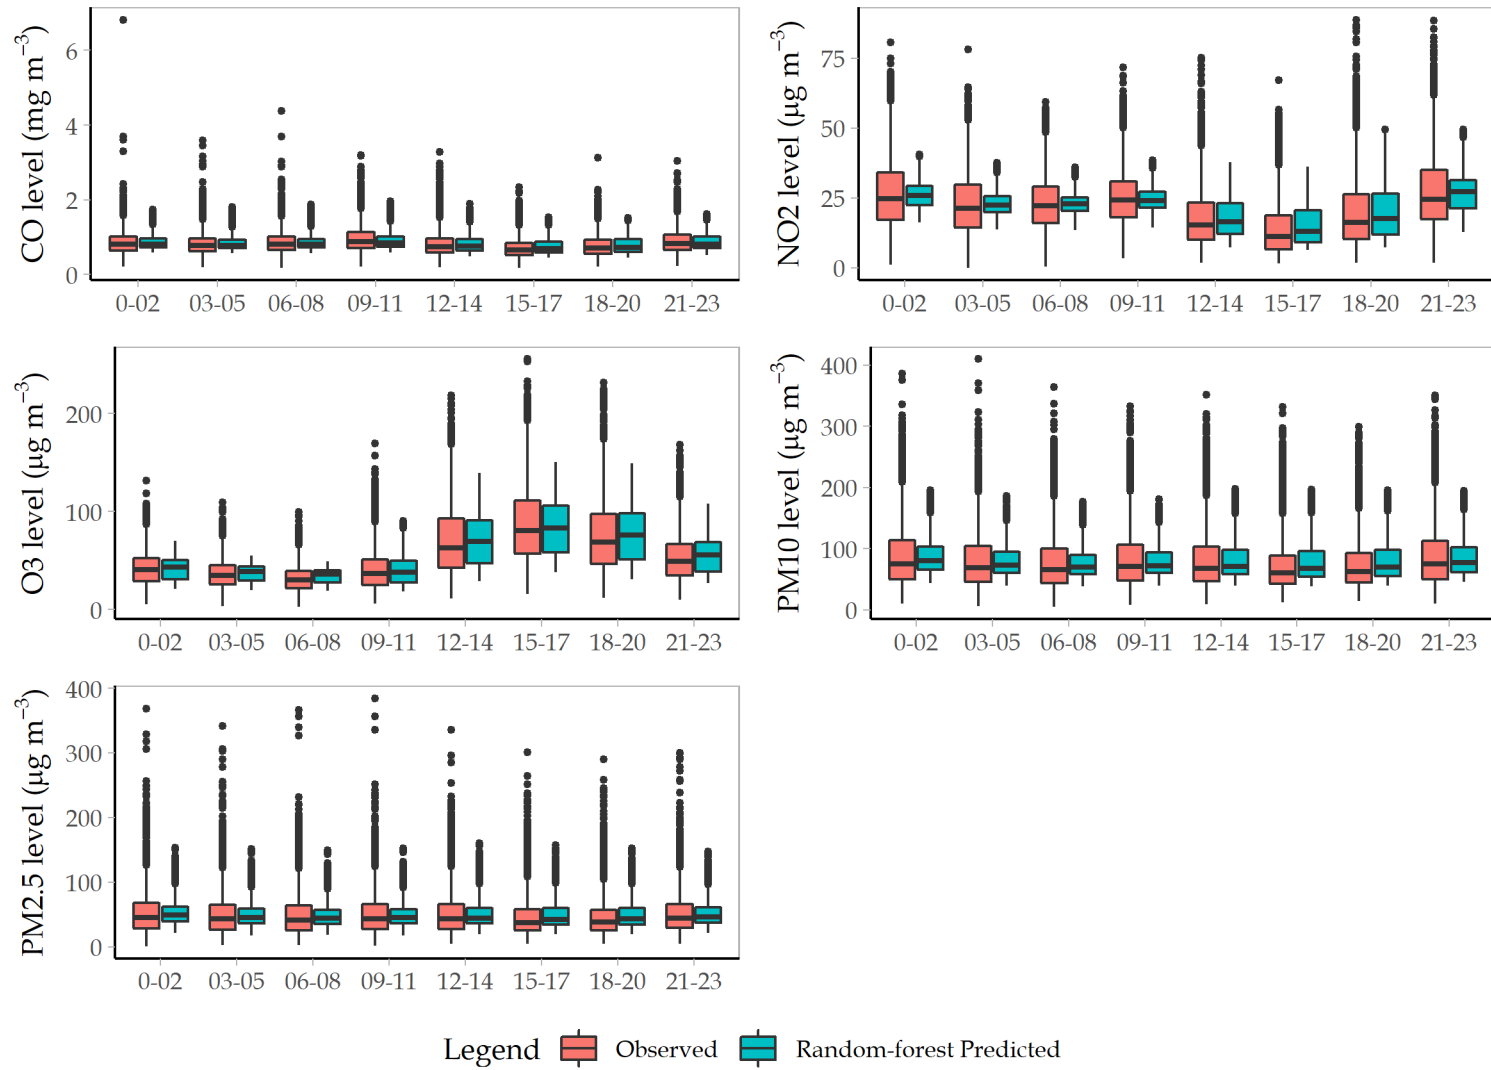 CO level (mg m⁻³)
6
4
2
0
0-02 03-05 06-08 09-11 12-14 15-17 18-20 21-23
NO2 level (µg m⁻³)
75
50
25
0
0-02 03-05 06-08 09-11 12-14 15-17 18-20 21-23
O3 level (µg m⁻³)
200
100
0
0-02 03-05 06-08 09-11 12-14 15-17 18-20 21-23
PM10 level (µg m⁻³)
400
300
200
100
0
0-02 03-05 06-08 09-11 12-14 15-17 18-20 21-23
PM2.5 level (µg m⁻³)
400
300
200
100
0
0-02 03-05 06-08 09-11 12-14 15-17 18-20 21-23
Legend Observed Random-forest Predicted